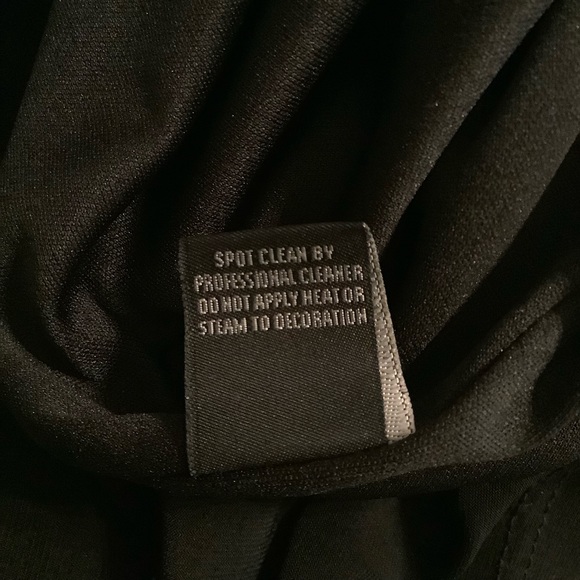 SPOT CLEAN BY
PROFESSIONAL CLEANER
DO NOT APPLY HEAT OR
STEAM TO DECORATION